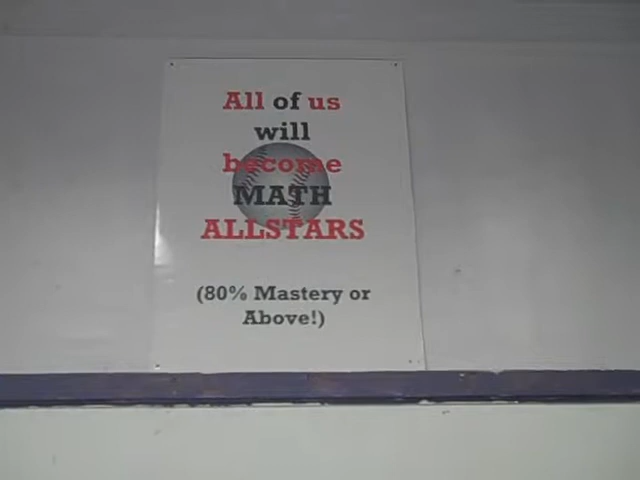 All of us
will
become
MATH
ALLSTARS
(80% Mastery or
Above!)